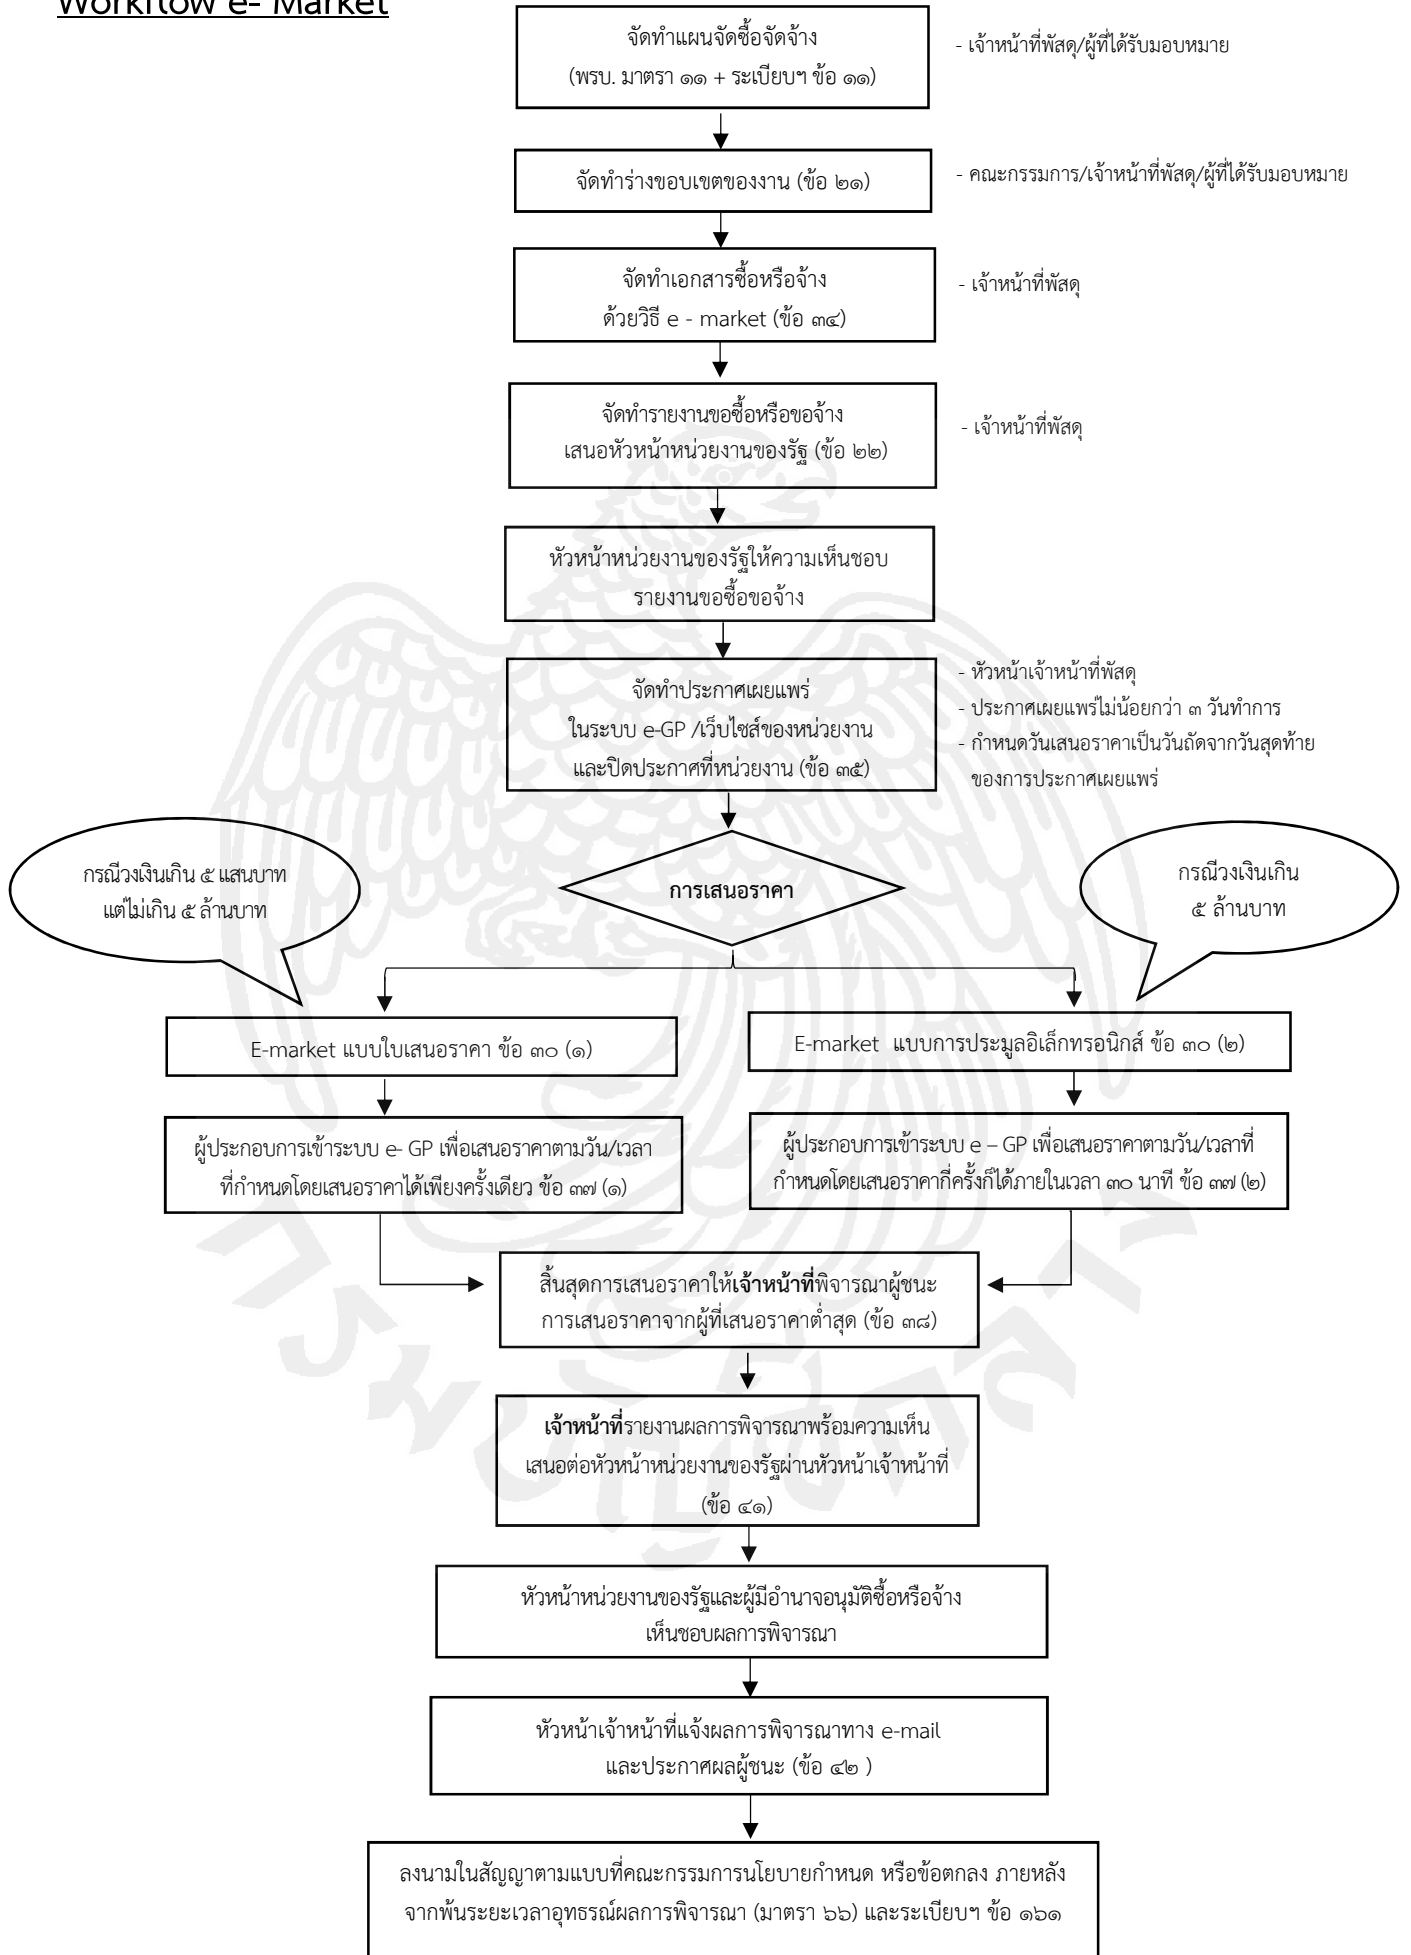 Workflow e- Market
จัดทำแผนจัดซื้อจัดจ้าง
(พรบ. มาตรา ๑๑ + ระเบียบฯ ข้อ ๑๑)
- เจ้าหน้าที่พัสดุ/ผู้ที่ได้รับมอบหมาย
จัดทำร่างขอบเขตของงาน (ข้อ ๒๑)
- คณะกรรมการ/เจ้าหน้าที่พัสดุ/ผู้ที่ได้รับมอบหมาย
จัดทำเอกสารซื้อหรือจ้าง
ด้วยวิธี e - market (ข้อ ๓๔)
- เจ้าหน้าที่พัสดุ
จัดทำรายงานขอซื้อหรือขอจ้าง
เสนอหัวหน้าหน่วยงานของรัฐ (ข้อ ๒๒)
- เจ้าหน้าที่พัสดุ
หัวหน้าหน่วยงานของรัฐให้ความเห็นชอบ
รายงานขอซื้อขอจ้าง
จัดทำประกาศเผยแพร่
ในระบบ e-GP /เว็บไซส์ของหน่วยงาน
และปิดประกาศที่หน่วยงาน (ข้อ ๓๕)
- หัวหน้าเจ้าหน้าที่พัสดุ
- ประกาศเผยแพร่ไม่น้อยกว่า ๓ วันทำการ
- กำหนดวันเสนอราคาเป็นวันถัดจากวันสุดท้าย
ของการประกาศเผยแพร่
กรณีวงเงินเกิน ๕ แสนบาท
แต่ไม่เกิน ๕ ล้านบาท
การเสนอราคา
กรณีวงเงินเกิน
๕ ล้านบาท
E-market แบบใบเสนอราคา ข้อ ๓๐ (๑)
E-market แบบการประมูลอิเล็กทรอนิกส์ ข้อ ๓๐ (๒)
ผู้ประกอบการเข้าระบบ e- GP เพื่อเสนอราคาตามวัน/เวลา
ที่กำหนดโดยเสนอราคาได้เพียงครั้งเดียว ข้อ ๓๗ (๑)
ผู้ประกอบการเข้าระบบ e – GP เพื่อเสนอราคาตามวัน/เวลาที่
กำหนดโดยเสนอราคากี่ครั้งก็ได้ภายในเวลา ๓๐ นาที ข้อ ๓๗ (๒)
สิ้นสุดการเสนอราคาให้เจ้าหน้าที่พิจารณาผู้ชนะ
การเสนอราคาจากผู้ที่เสนอราคาต่ำสุด (ข้อ ๓๘)
เจ้าหน้าที่รายงานผลการพิจารณาพร้อมความเห็น
เสนอต่อหัวหน้าหน่วยงานของรัฐผ่านหัวหน้าเจ้าหน้าที่
(ข้อ ๔๑)
หัวหน้าหน่วยงานของรัฐและผู้มีอำนาจอนุมัติซื้อหรือจ้าง
เห็นชอบผลการพิจารณา
หัวหน้าเจ้าหน้าที่แจ้งผลการพิจารณาทาง e-mail
และประกาศผลผู้ชนะ (ข้อ ๔๒ )
ลงนามในสัญญาตามแบบที่คณะกรรมการนโยบายกำหนด หรือข้อตกลง ภายหลัง
จากพ้นระยะเวลาอุทธรณ์ผลการพิจารณา (มาตรา ๖๖) และระเบียบฯ ข้อ ๑๖๑
กรมบัญชีกลาง